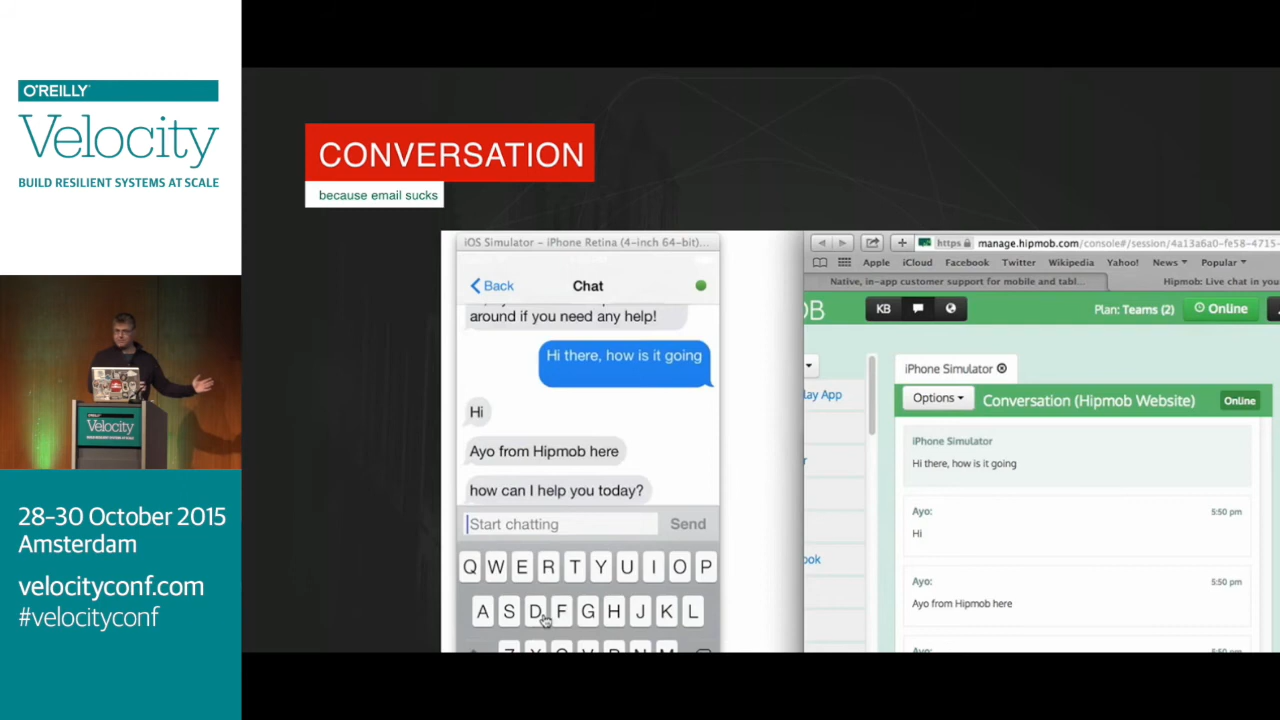 O'REILLY
Velocity
BUILD RESILIENT SYSTEMS AT SCALE
Velocity
28–30 October 2015
Amsterdam
velocityconf.com
#velocityconf
CONVERSATION
because email sucks
iOS Simulator – iPhone Retina (4-inch 64-bit)...
Back
Chat
around if you need any help!
Hi there, how is it going
Hi
Ayo from Hipmob here
how can I help you today?
Start chatting
Send
Q W E R T Y U I O P
A S D F G H J K L
https
manage.hipmob.com/console#/session/4a13a6a0-fe58-4715-
Apple iCloud Facebook Twitter Wikipedia Yahoo! News Popular
Native, in-app customer support for mobile and tabl...
Hipmob: Live chat in you
OB
KB
Plan: Teams (2)
Online
lay App
iPhone Simulator
Options
Conversation (Hipmob Website)
Online
iPhone Simulator
Hi there, how is it going
Ayo:
5:50 pm
Hi
ook
Ayo:
5:50 pm
Ayo from Hipmob here